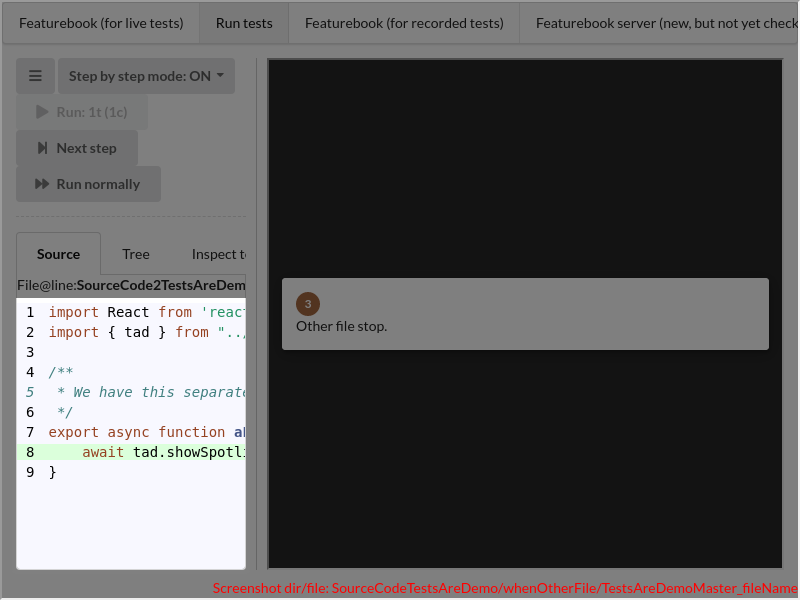 Featurebook (for live tests)
Run tests
Featurebook (for recorded tests)
Featurebook server (new, but not yet check
Step by step mode: ON
Run: 1t (1c)
Next step
Run normally
Source
Tree
Inspect te
File@line:SourceCode2TestsAreDem
1 import React from 'reac
2 import { tad } from "../
3
4 /**
5 * We have this separate
6 */
7 export async function a
8 await tad.showSpotli
9 }
3
Other file stop.
Screenshot dir/file: SourceCodeTestsAreDemo/whenOtherFile/TestsAreDemoMaster_fileName